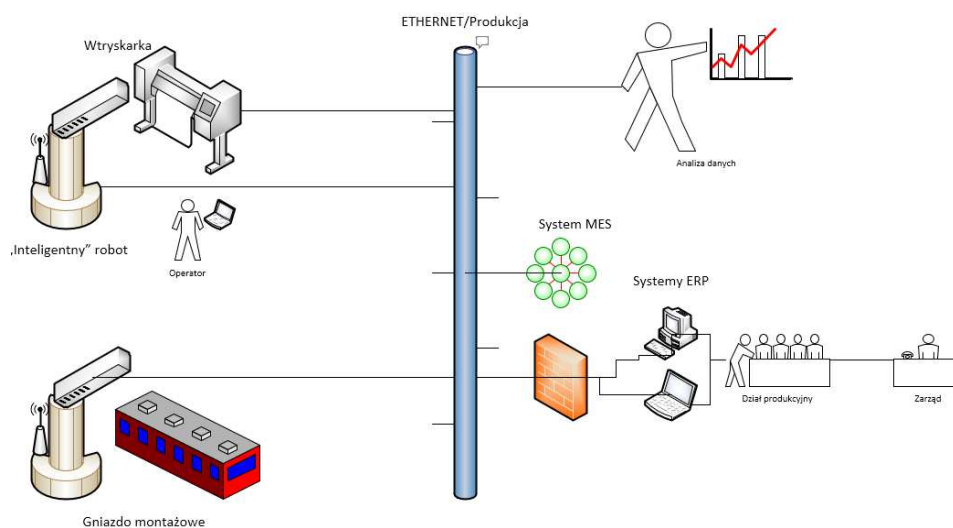 ETHERNET/Produkcja
Wtryskarka
Analiza danych
„Inteligentny” robot
Operator
System MES
Systemy ERP
Dział produkcyjny
Zarząd
Gniazdo montażowe